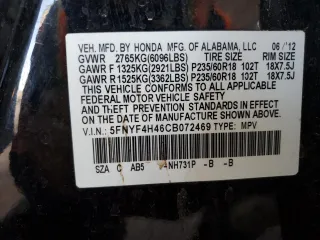 VEH. MFD. BY HONDA MFG. OF ALABAMA, LLC 06/'12
GVWR 2765KG(6096LBS) TIRE SIZE RIM SIZE
GAWR F 1325KG(2921LBS) P235/60R18 102T 18X7.5J
GAWR R 1525KG(3362LBS) P235/60R18 102T 18X7.5J
THIS VEHICLE CONFORMS TO ALL APPLICABLE
FEDERAL MOTOR VEHICLE SAFETY, BUMPER,
AND THEFT PREVENTION STANDARDS IN EFFECT
ON THE DATE OF MANUFACTURE SHOWN ABOVE.
V.I.N.: 5FNYF4H46CB072469 TYPE: MPV
SZA C AB5 NH731P -B -B